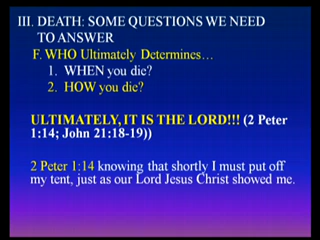 III. DEATH: SOME QUESTIONS WE NEED
TO ANSWER
F. WHO Ultimately Determines…
1. WHEN you die?
2. HOW you die?
ULTIMATELY, IT IS THE LORD!!! (2 Peter
1:14; John 21:18-19))
2 Peter 1:14 knowing that shortly I must put off
my tent, just as our Lord Jesus Christ showed me.